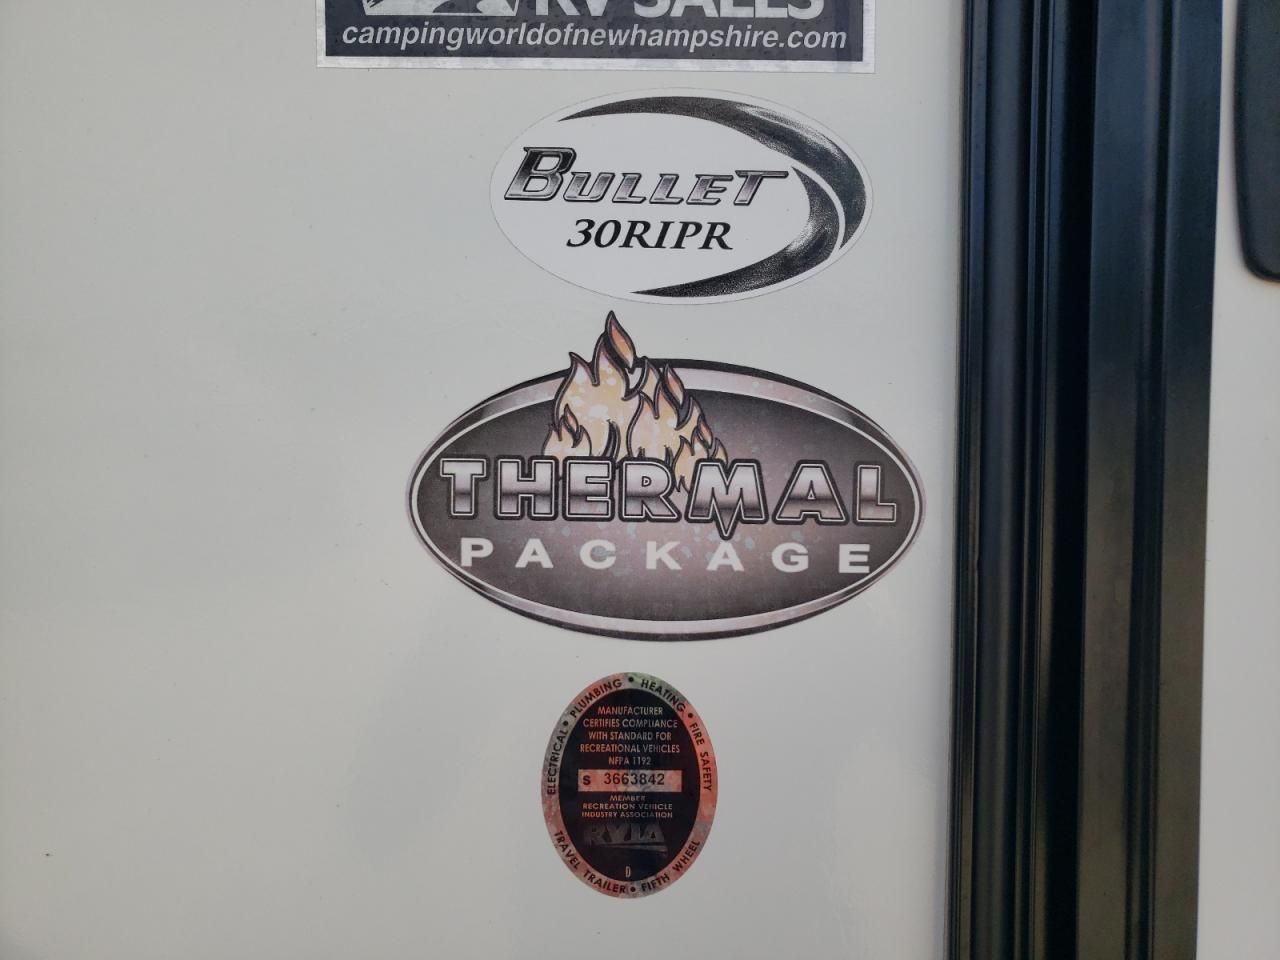 RV SALES
campingworldofnewhampshire.com
BULLET
30RIPR
THERMAL
PACKAGE
ELECTRICAL • PLUMBING • HEATING • FIRE SAFETY
MANUFACTURER
CERTIFIES COMPLIANCE
WITH STANDARD FOR
RECREATIONAL VEHICLES
NFPA 1192
S 3663842
MEMBER
RECREATION VEHICLE
INDUSTRY ASSOCIATION
RVIA
D
TRAVEL TRAILER • FIFTH WHEEL